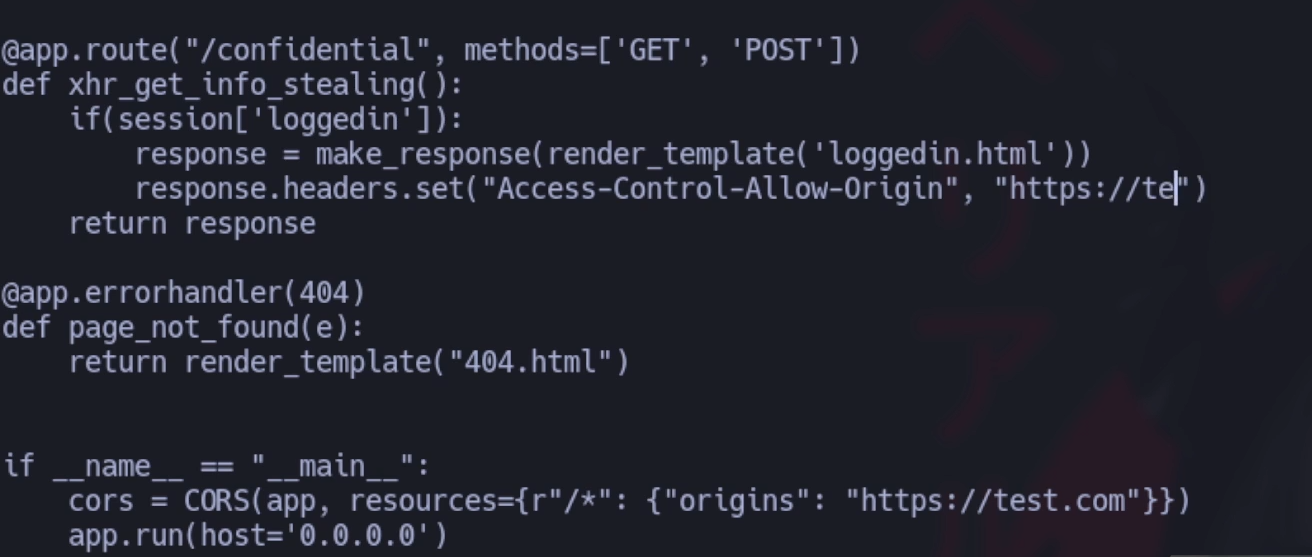 @app.route("/confidential", methods=['GET', 'POST'])
def xhr_get_info_stealing():
    if(session['loggedin']):
        response = make_response(render_template('loggedin.html'))
        response.headers.set("Access-Control-Allow-Origin", "https://te")
    return response

@app.errorhandler(404)
def page_not_found(e):
    return render_template("404.html")

if __name__ == "__main__":
    cors = CORS(app, resources={r"/*": {"origins": "https://test.com"}})
    app.run(host='0.0.0.0')